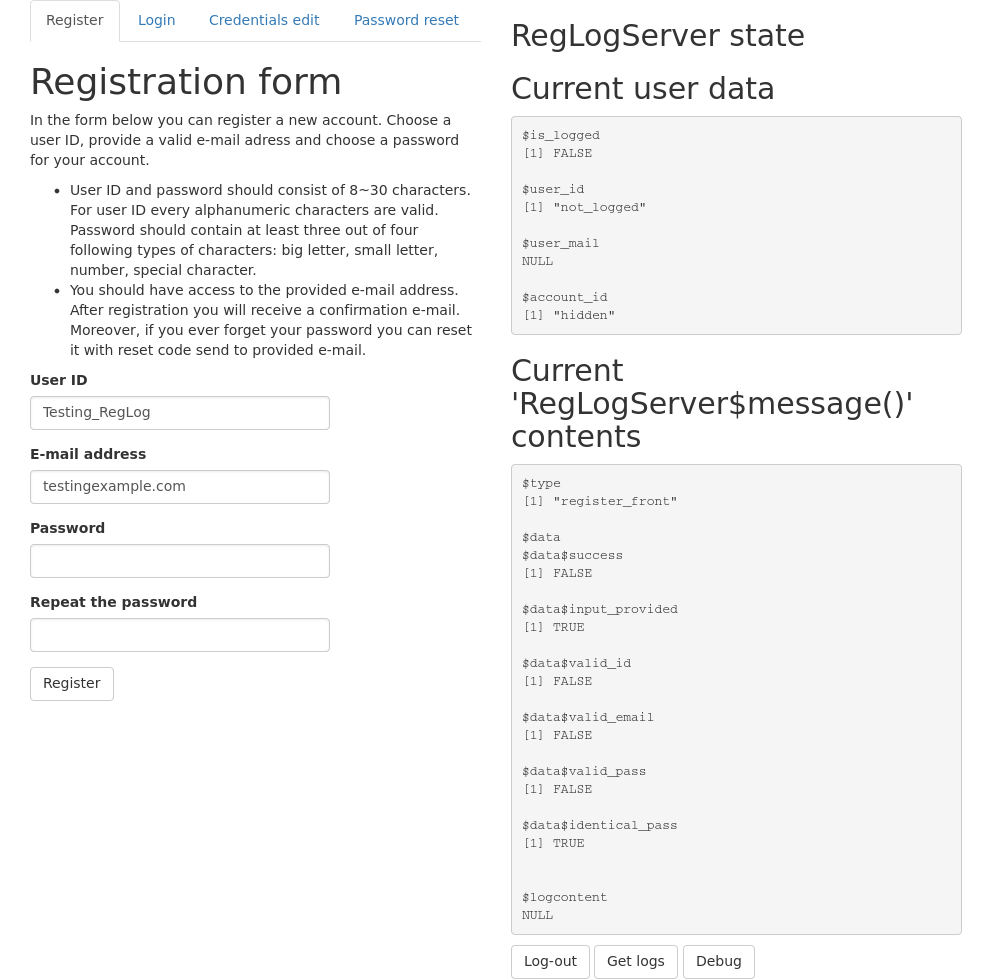 Register Login Credentials edit Password reset
Registration form
In the form below you can register a new account. Choose a
user ID, provide a valid e-mail adress and choose a password
for your account.
• User ID and password should consist of 8~30 characters.
For user ID every alphanumeric characters are valid.
Password should contain at least three out of four
following types of characters: big letter, small letter,
number, special character.
• You should have access to the provided e-mail address.
After registration you will receive a confirmation e-mail.
Moreover, if you ever forget your password you can reset
it with reset code send to provided e-mail.
User ID
Testing_RegLog
E-mail address
testingexample.com
Password
Repeat the password
Register
RegLogServer state
Current user data
$is_logged
[1] FALSE
$user_id
[1] "not_logged"
$user_mail
NULL
$account_id
[1] "hidden"
Current
'RegLogServer$message()'
contents
$type
[1] "register_front"
$data
$data$success
[1] FALSE
$data$input_provided
[1] TRUE
$data$valid_id
[1] FALSE
$data$valid_email
[1] FALSE
$data$valid_pass
[1] FALSE
$data$identical_pass
[1] TRUE
$logcontent
NULL
Log-out Get logs Debug